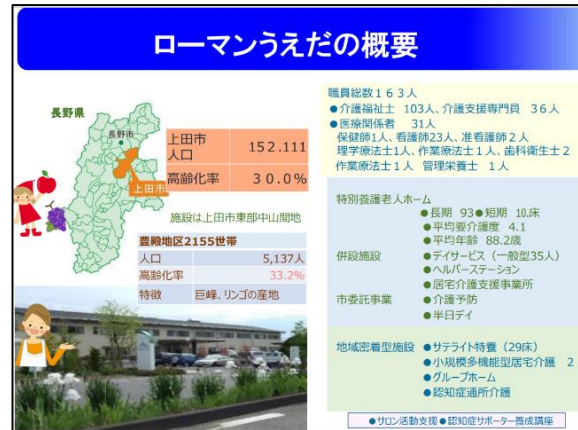 ローマンうえだの概要
長野県
長野市
上田市
上田市
人口
152.111
高齢化率
30.0%
施設は上田市東部中山間地
豊殿地区2155世帯
人口 5,137人
高齢化率 33.2%
特徴 巨峰、リンゴの産地
職員総数163人
●介護福祉士 103人、介護支援専門員 36人
●医療関係者 31人
保健師1人、看護師23人、准看護師2人
理学療法士1人、作業療法士1人、歯科衛生士2
作業療法士1人 管理栄養士 1人
特別養護老人ホーム
●長期 93●短期 10.床
●平均要介護度 4.1
●平均年齢 88.2歳
併設施設 ●デイサービス(一般型35人)
●ヘルパーステーション
●居宅介護支援事業所
市委託事業 ●介護予防
●半日デイ
地域密着型施設 ●サテライト特養(29床)
●小規模多機能型居宅介護 2
●グループホーム
●認知症通所介護
●サロン活動支援●認知症サポーター養成講座